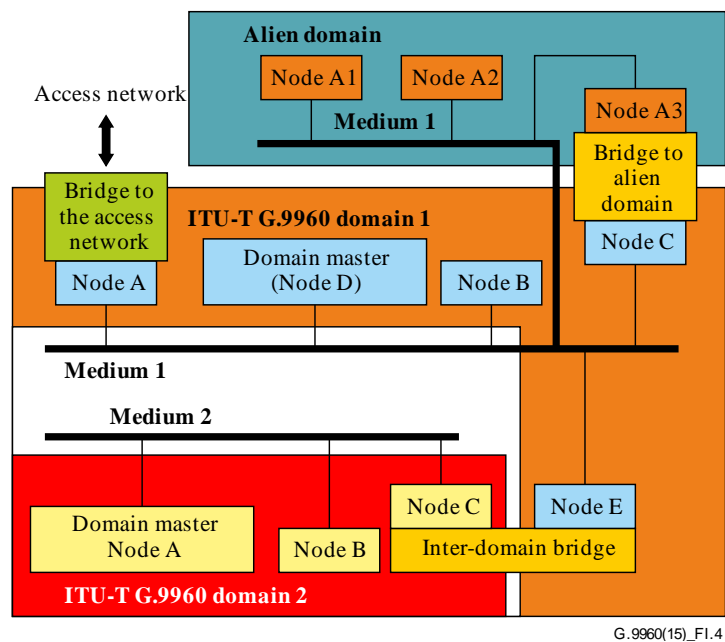 Alien domain
Node A1
Node A2
Access network
Medium 1
Node A3
Bridge to
the access
network
Bridge to
alien
domain
ITU-T G.9960 domain 1
Node A
Domain master
(Node D)
Node B
Node C
Medium 1
Medium 2
Domain master
Node A
Node B
Node C
Node E
Inter-domain bridge
ITU-T G.9960 domain 2
G.9960(15)_FI.4